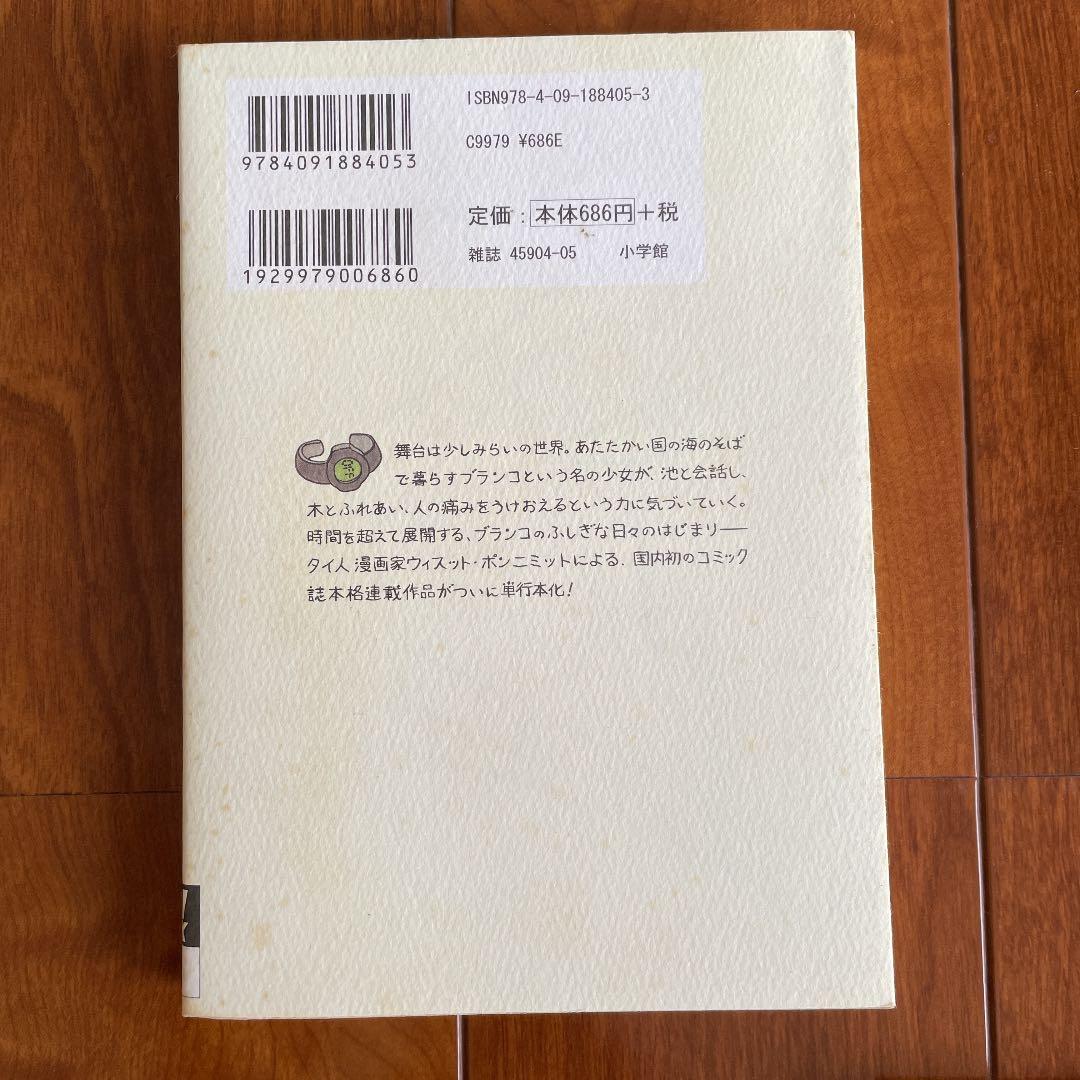 ISBN978-4-09-188405-3
9784091884053
C9979 ¥686E
定価：本体686円＋税
1929979006860
雑誌 45904-05 小学館
OFF
舞台は少しみらいの世界。あたたかい国の海のそば
で暮らすブランコという名の少女が、池と会話し、
木とふれあい、人の痛みをうけおえるという力に気づいていく。
時間を超えて展開する、ブランコのふしぎな日々のはじまり——
タイ人漫画家ウィスット・ポンニミットによる、国内初のコミック
誌本格連載作品がついに単行本化！